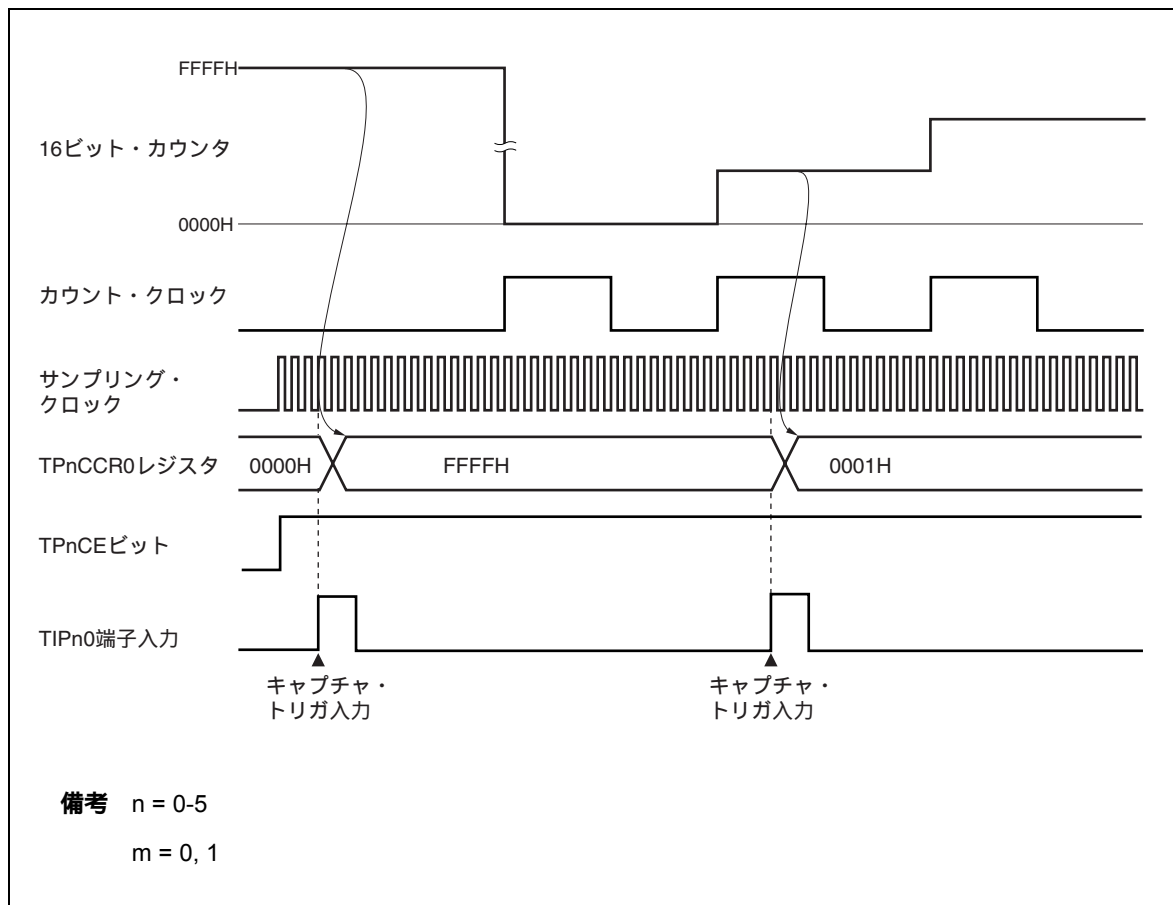 FFFFH
16ビット・カウンタ
0000H
カウント・クロック
サンプリング・
クロック
TPnCCR0レジスタ 0000H FFFFH 0001H
TPnCEビット
TIPn0端子入力
キャプチャ・
トリガ入力
キャプチャ・
トリガ入力
備考 n = 0-5
m = 0, 1